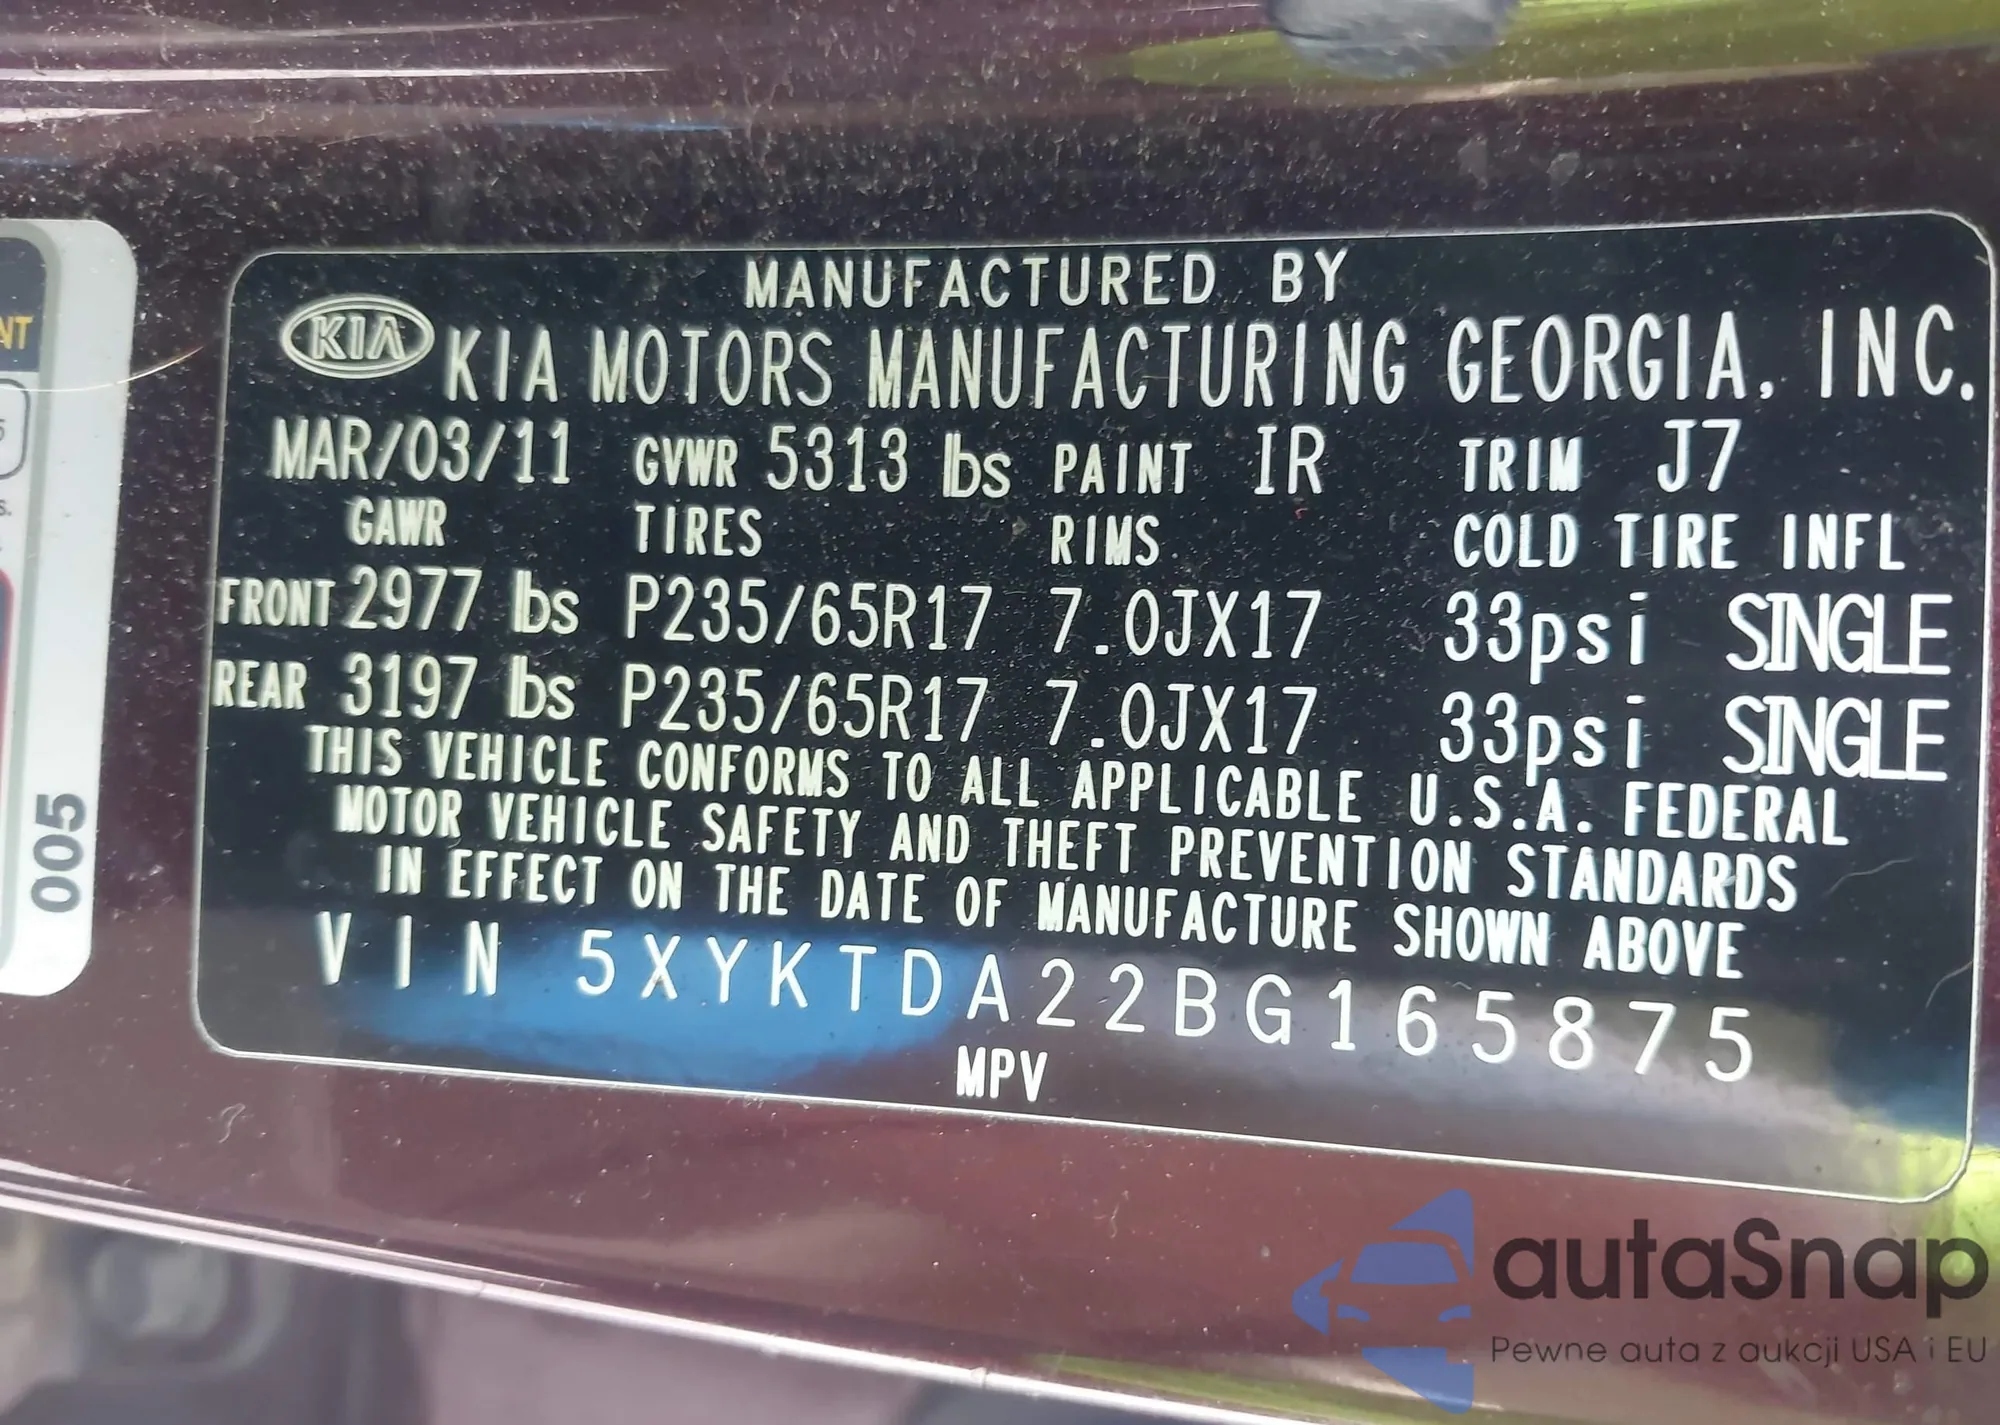 MANUFACTURED BY
KIA KIA MOTORS MANUFACTURING GEORGIA, INC.
MAR/03/11 GVWR 5313 lbs PAINT IR TRIM J7
GAWR TIRES RIMS COLD TIRE INFL
FRONT 2977 lbs P235/65R17 7.0JX17 33psi SINGLE
REAR 3197 lbs P235/65R17 7.0JX17 33psi SINGLE
THIS VEHICLE CONFORMS TO ALL APPLICABLE U.S.A. FEDERAL
MOTOR VEHICLE SAFETY AND THEFT PREVENTION STANDARDS
IN EFFECT ON THE DATE OF MANUFACTURE SHOWN ABOVE
VIN 5XYKTDA22BG165875
MPV
NT
5
s.
005
autaSnap
Pewne auta z aukcji USA i EU